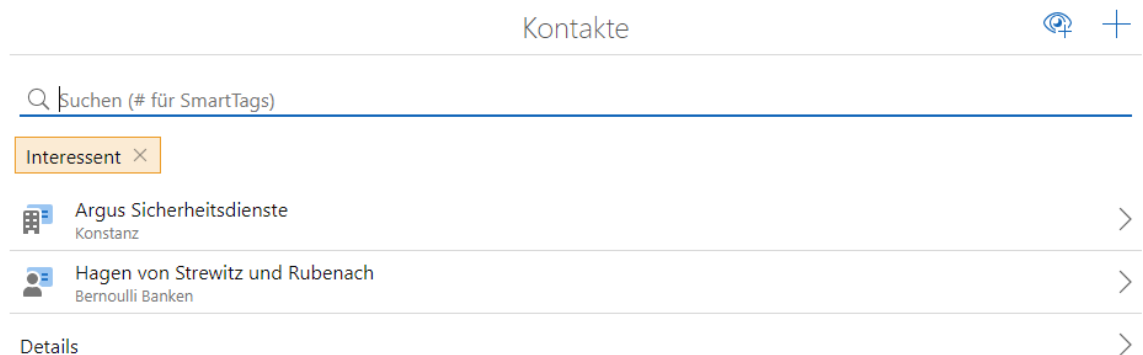 Kontakte
Suchen (# für SmartTags)
Interessent
Argus Sicherheitsdienste
Konstanz
Hagen von Strewitz und Rubenach
Bernoulli Banken
Details